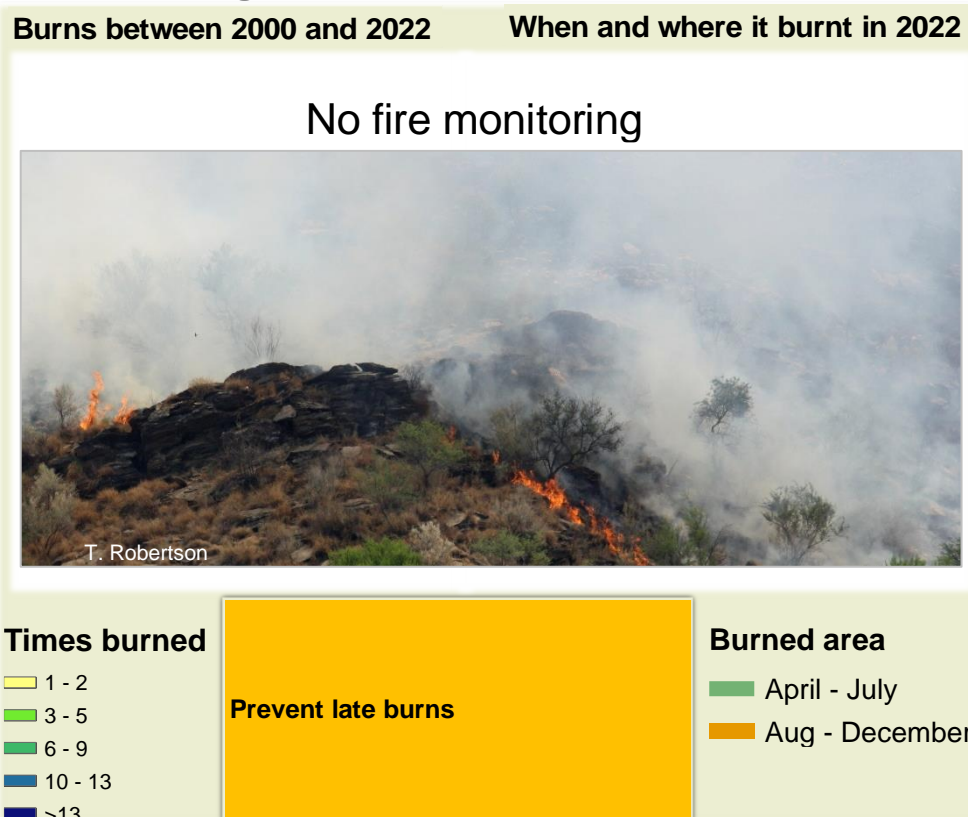 Burns between 2000 and 2022
When and where it burnt in 2022
No fire monitoring
T. Robertson
Times burned
1 - 2
3 - 5
6 - 9
10 - 13
>13
Prevent late burns
Burned area
April - July
Aug - December